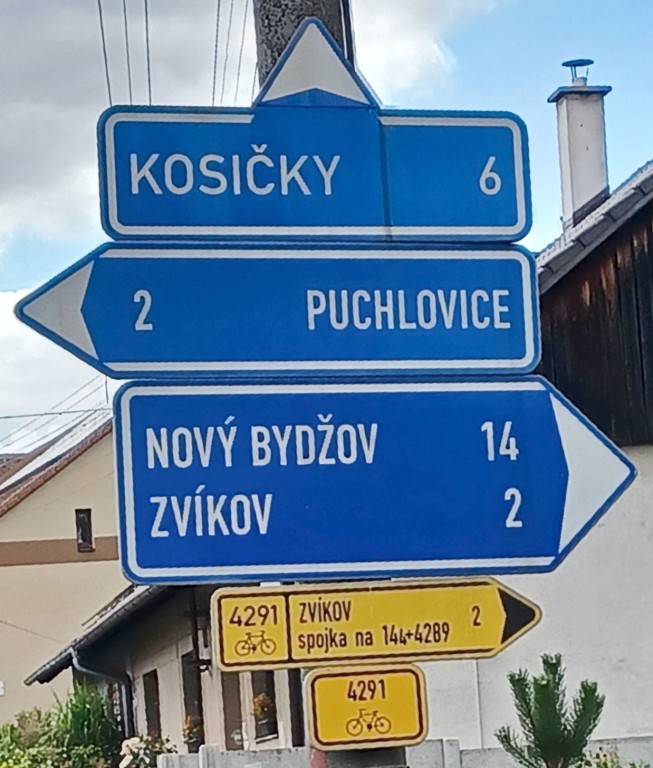 KOSIČKY 6
2 PUCHLOVICE
NOVÝ BYDŽOV 14
ZVÍKOV 2
4291 ZVÍKOV 2
spojka na 144+4289
4291